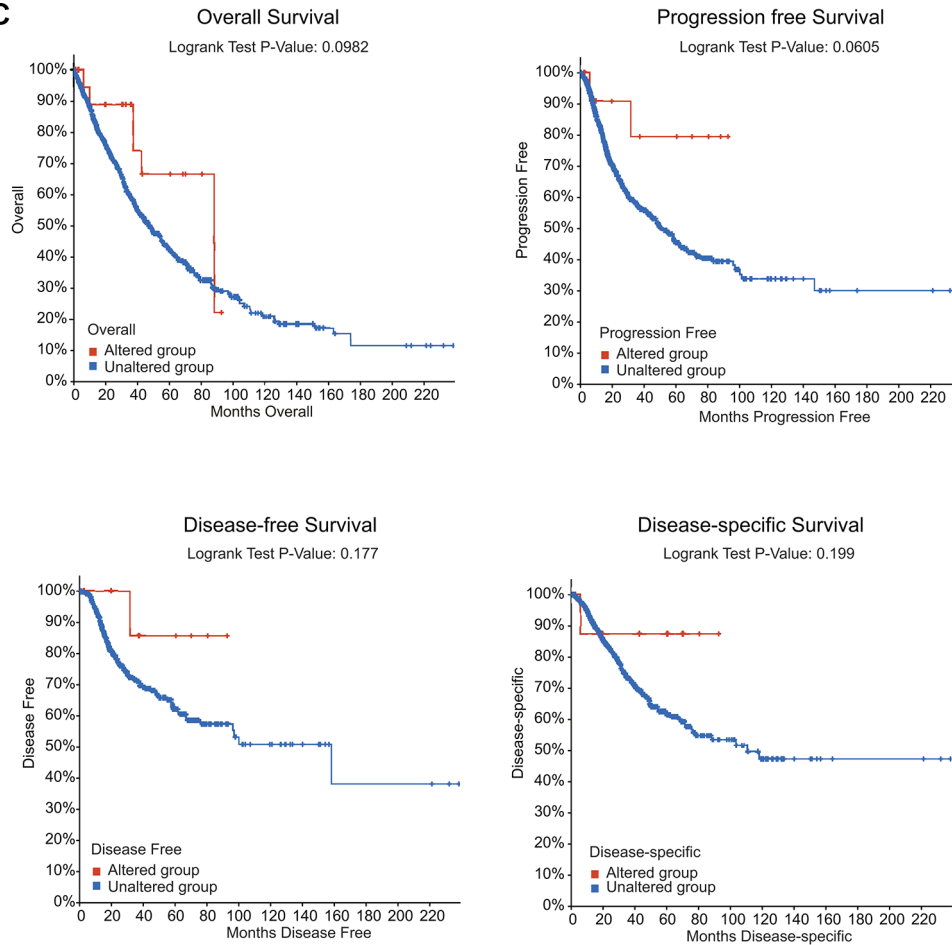 C
Overall Survival
Logrank Test P-Value: 0.0982
100%
90%
80%
70%
60%
50%
40%
30%
20%
10%
0%
Overall
Overall
Altered group
Unaltered group
0 20 40 60 80 100 120 140 160 180 200 220
Months Overall
Progression free Survival
Logrank Test P-Value: 0.0605
100%
90%
80%
70%
60%
50%
40%
30%
20%
10%
0%
Progression Free
Progression Free
Altered group
Unaltered group
0 20 40 60 80 100 120 140 160 180 200 220
Months Progression Free
Disease-free Survival
Logrank Test P-Value: 0.177
100%
90%
80%
70%
60%
50%
40%
30%
20%
10%
0%
Disease Free
Disease Free
Altered group
Unaltered group
0 20 40 60 80 100 120 140 160 180 200 220
Months Disease Free
Disease-specific Survival
Logrank Test P-Value: 0.199
100%
90%
80%
70%
60%
50%
40%
30%
20%
10%
0%
Disease-specific
Disease-specific
Altered group
Unaltered group
0 20 40 60 80 100 120 140 160 180 200 220
Months Disease-specific